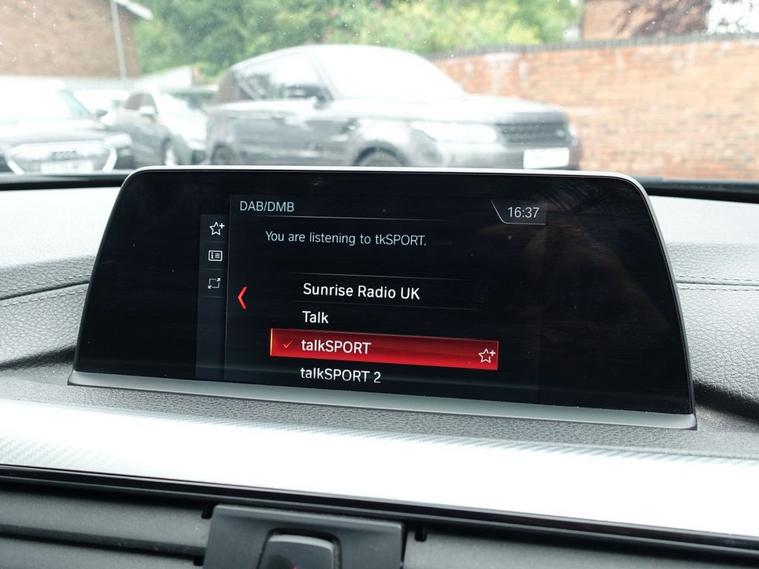 DAB/DMB
16:37
You are listening to tkSPORT.
Sunrise Radio UK
Talk
talkSPORT
talkSPORT 2